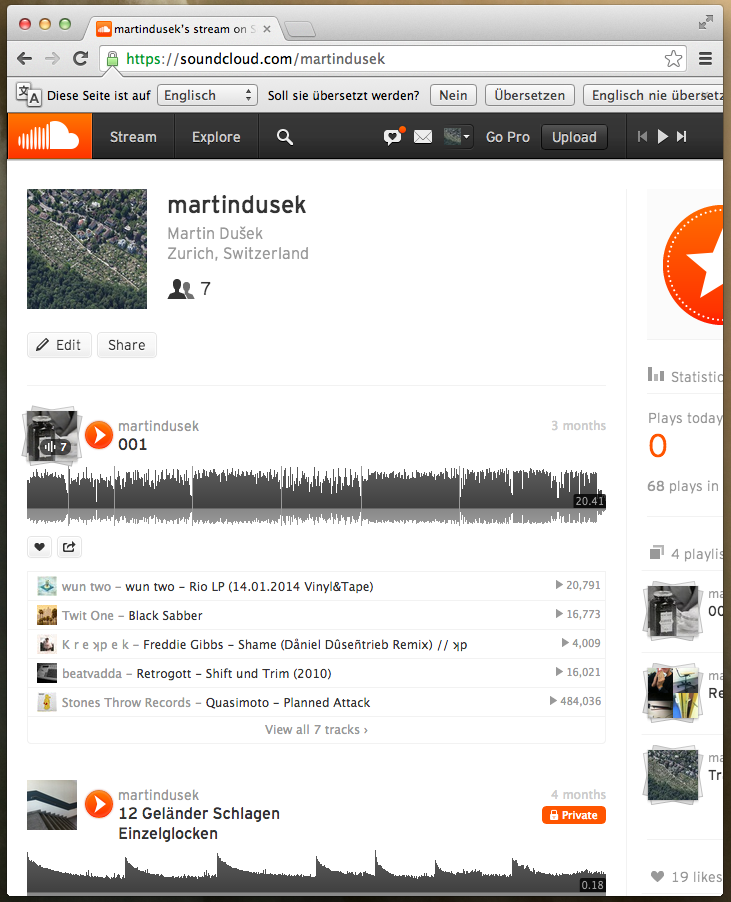 martindusek's stream on S
https://soundcloud.com/martindusek
Diese Seite ist auf Englisch Soll sie übersetzt werden? Nein Übersetzen Englisch nie übersetz
Stream Explore Go Pro Upload
martindusek
Martin Dušek
Zurich, Switzerland
7
Edit Share
Statistic
Plays today
0
68 plays in
martindusek 3 months
001
7
20.41
wun two – wun two – Rio LP (14.01.2014 Vinyl&Tape) 20,791
Twit One – Black Sabber 16,773
K r e ʞp e k – Freddie Gibbs – Shame (Dåniel Dûseñtrieb Remix) // ʞp 4,009
beatvadda – Retrogott – Shift und Trim (2010) 16,021
Stones Throw Records – Quasimoto – Planned Attack 484,036
View all 7 tracks ›
4 playlis
ma
00
ma
Re
ma
Tr
martindusek 4 months
12 Geländer Schlagen
Einzelglocken
Private
0.18
19 likes